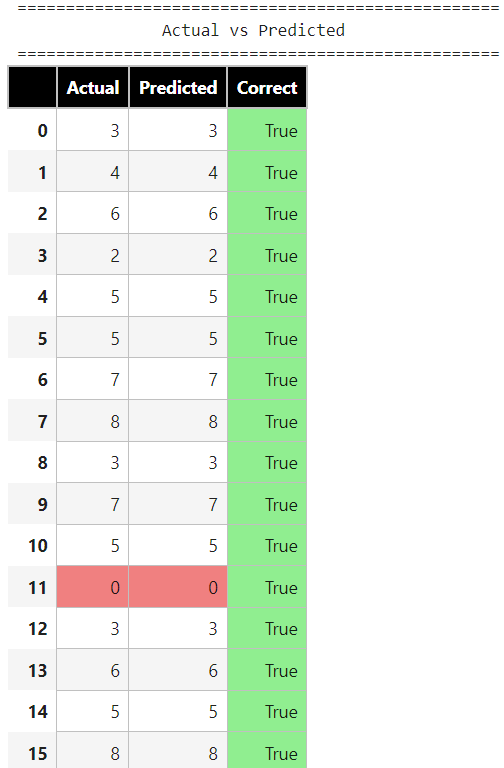 ==================================================
Actual vs Predicted
==================================================
Actual Predicted Correct
0 3 3 True
1 4 4 True
2 6 6 True
3 2 2 True
4 5 5 True
5 5 5 True
6 7 7 True
7 8 8 True
8 3 3 True
9 7 7 True
10 5 5 True
11 0 0 True
12 3 3 True
13 6 6 True
14 5 5 True
15 8 8 True